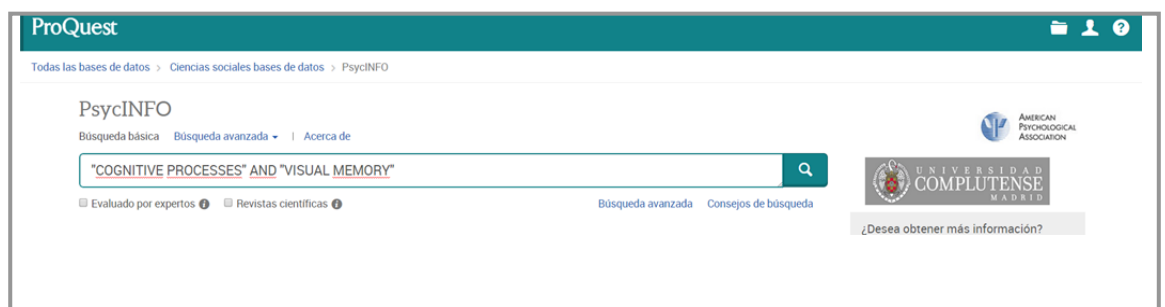 ProQuest
Todas las bases de datos > Ciencias sociales bases de datos > PsycINFO
PsycINFO
Búsqueda básica Búsqueda avanzada | Acerca de
"COGNITIVE PROCESSES" AND "VISUAL MEMORY"
Evaluado por expertos Revistas científicas Búsqueda avanzada Consejos de búsqueda
AMERICAN
PSYCHOLOGICAL
ASSOCIATION
UNIVERSIDAD
COMPLUTENSE
MADRID
¿Desea obtener más información?